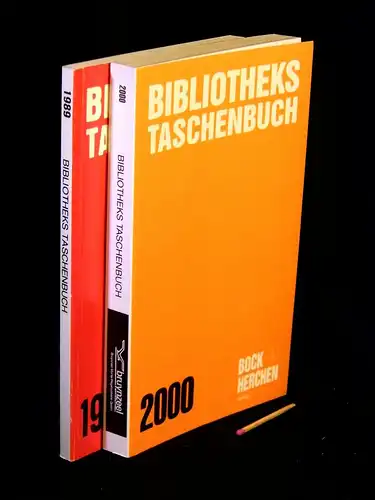 1989
BIBLIOTHEKS TASCHENBUCH
BI
TA
19
2000
BIBLIOTHEKS TASCHENBUCH
bruynzeel
BIBLIOTHEKS
TASCHENBUCH
BOCK
HERCHEN
2000